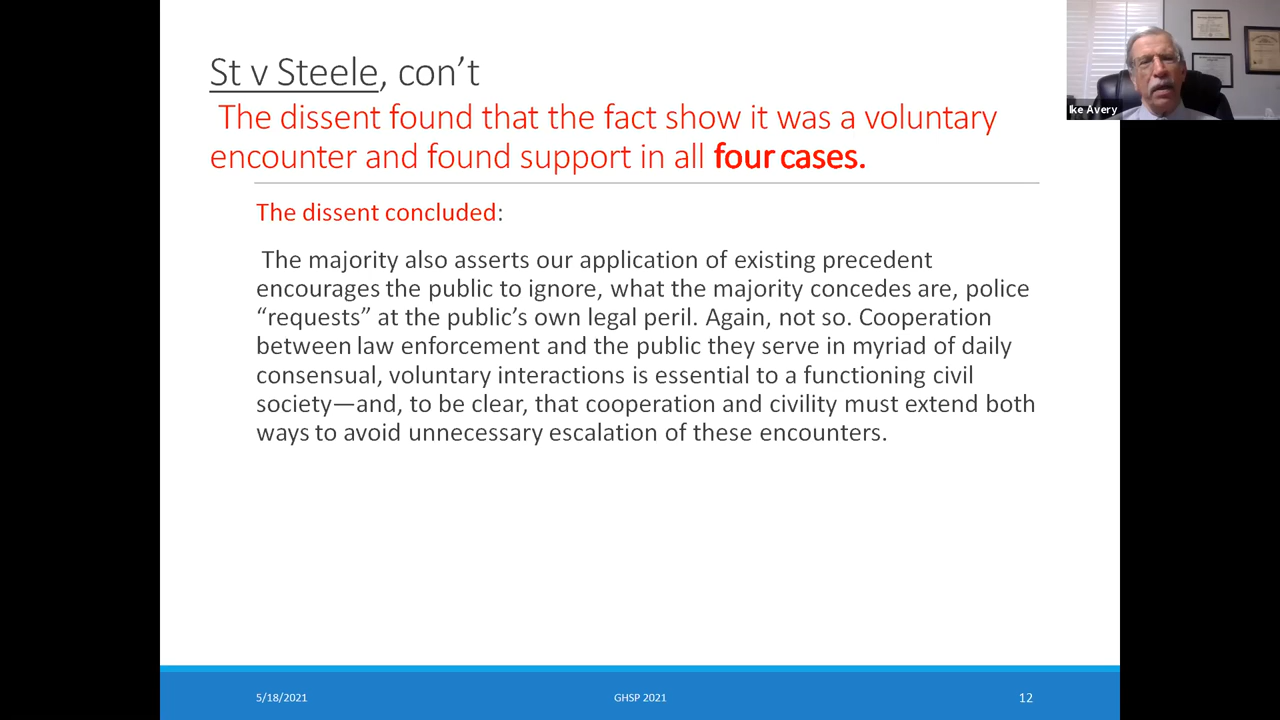 St v Steele, con’t
The dissent found that the fact show it was a voluntary
encounter and found support in all four cases.
The dissent concluded:
The majority also asserts our application of existing precedent
encourages the public to ignore, what the majority concedes are, police
“requests” at the public’s own legal peril. Again, not so. Cooperation
between law enforcement and the public they serve in myriad of daily
consensual, voluntary interactions is essential to a functioning civil
society—and, to be clear, that cooperation and civility must extend both
ways to avoid unnecessary escalation of these encounters.
5/18/2021
GHSP 2021
12
Ike Avery